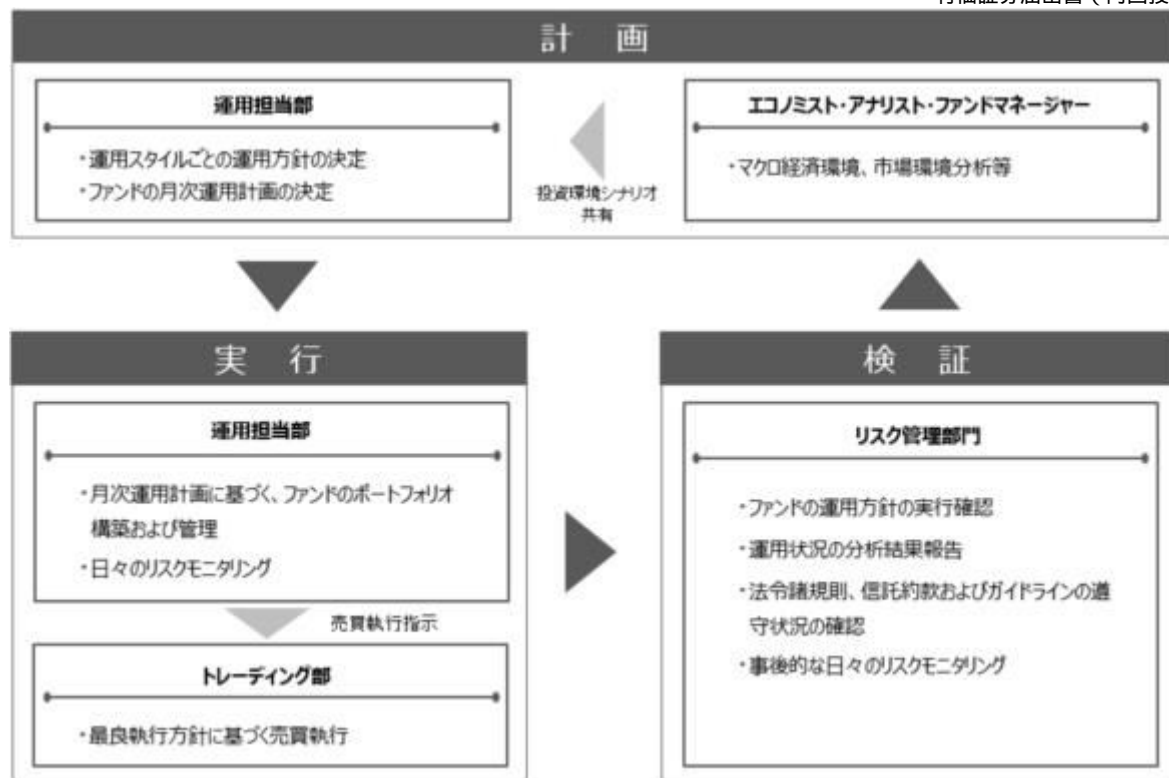 計 画
運用担当部
・運用スタイルごとの運用方針の決定
・ファンドの月次運用計画の決定
投資環境シナリオ
共有
エコノミスト・アナリスト・ファンドマネージャー
・マクロ経済環境、市場環境分析等
実 行
運用担当部
・月次運用計画に基づく、ファンドのポートフォリオ
構築および管理
・日々のリスクモニタリング
売買執行指示
トレーディング部
・最良執行方針に基づく売買執行
検 証
リスク管理部門
・ファンドの運用方針の実行確認
・運用状況の分析結果報告
・法令諸規則、信託約款およびガイドラインの遵
守状況の確認
・事後的な日々のリスクモニタリング